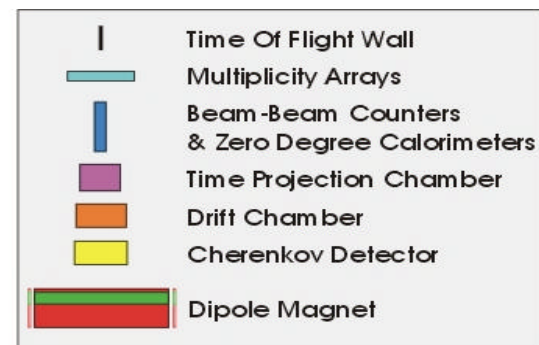 Time Of Flight Wall
Multiplicity Arrays
Beam-Beam Counters
& Zero Degree Calorimeters
Time Projection Chamber
Drift Chamber
Cherenkov Detector
Dipole Magnet